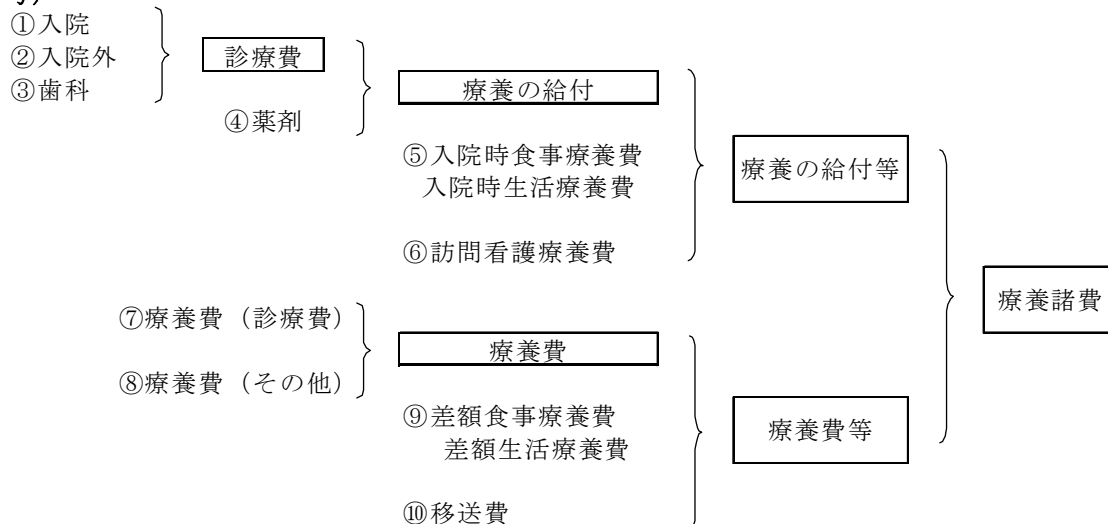 ①入院
②入院外
③歯科
診療費
④薬剤
療養の給付
⑤入院時食事療養費
入院時生活療養費
⑥訪問看護療養費
療養の給付等
⑦療養費（診療費）
⑧療養費（その他）
療養費
⑨差額食事療養費
差額生活療養費
⑩移送費
療養費等
療養諸費